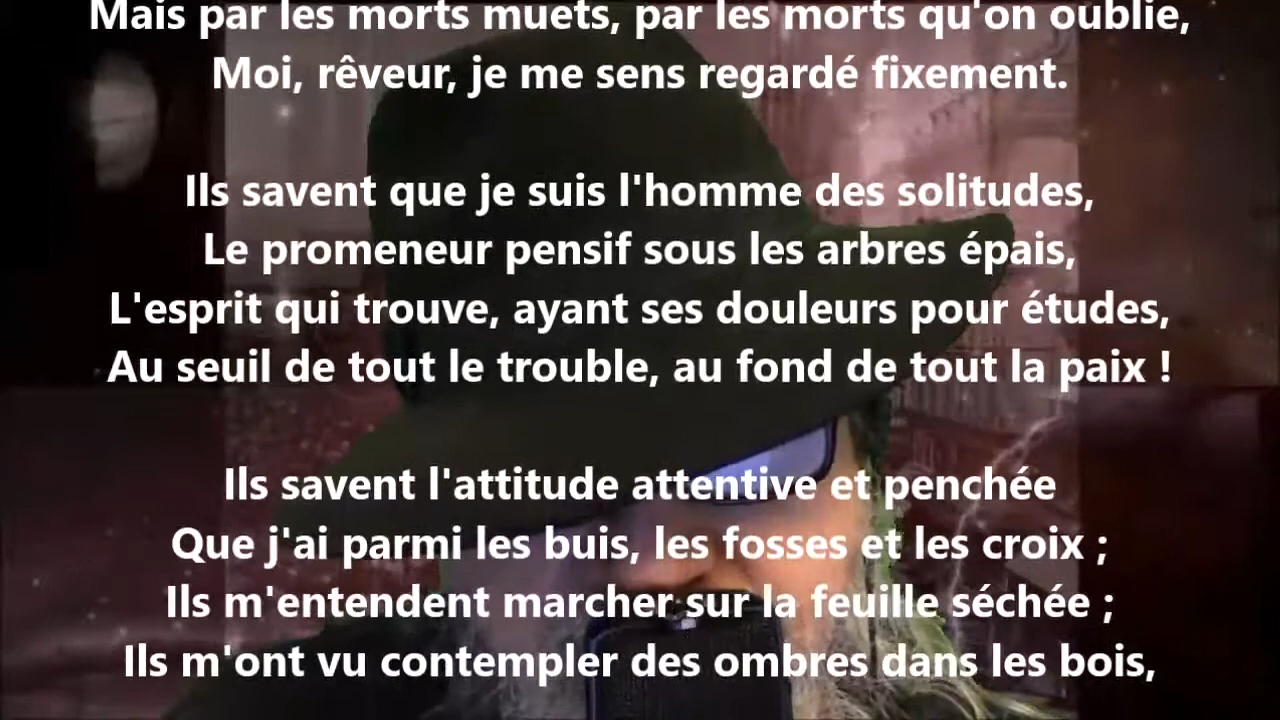 Mais par les morts muets, par les morts qu'on oublie,
Moi, rêveur, je me sens regardé fixement.
Ils savent que je suis l'homme des solitudes,
Le promeneur pensif sous les arbres épais,
L'esprit qui trouve, ayant ses douleurs pour études,
Au seuil de tout le trouble, au fond de tout la paix !
Ils savent l'attitude attentive et penchée
Que j'ai parmi les buis, les fosses et les croix ;
Ils m'entendent marcher sur la feuille séchée ;
Ils m'ont vu contempler des ombres dans les bois,